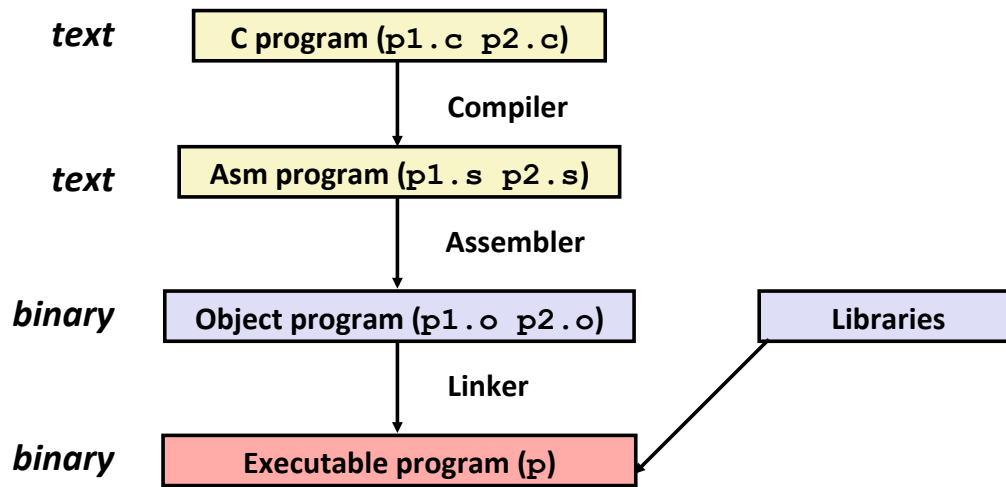 text
C program (p1.c p2.c)
Compiler
text
Asm program (p1.s p2.s)
Assembler
binary
Object program (p1.o p2.o)
Libraries
Linker
binary
Executable program (p)